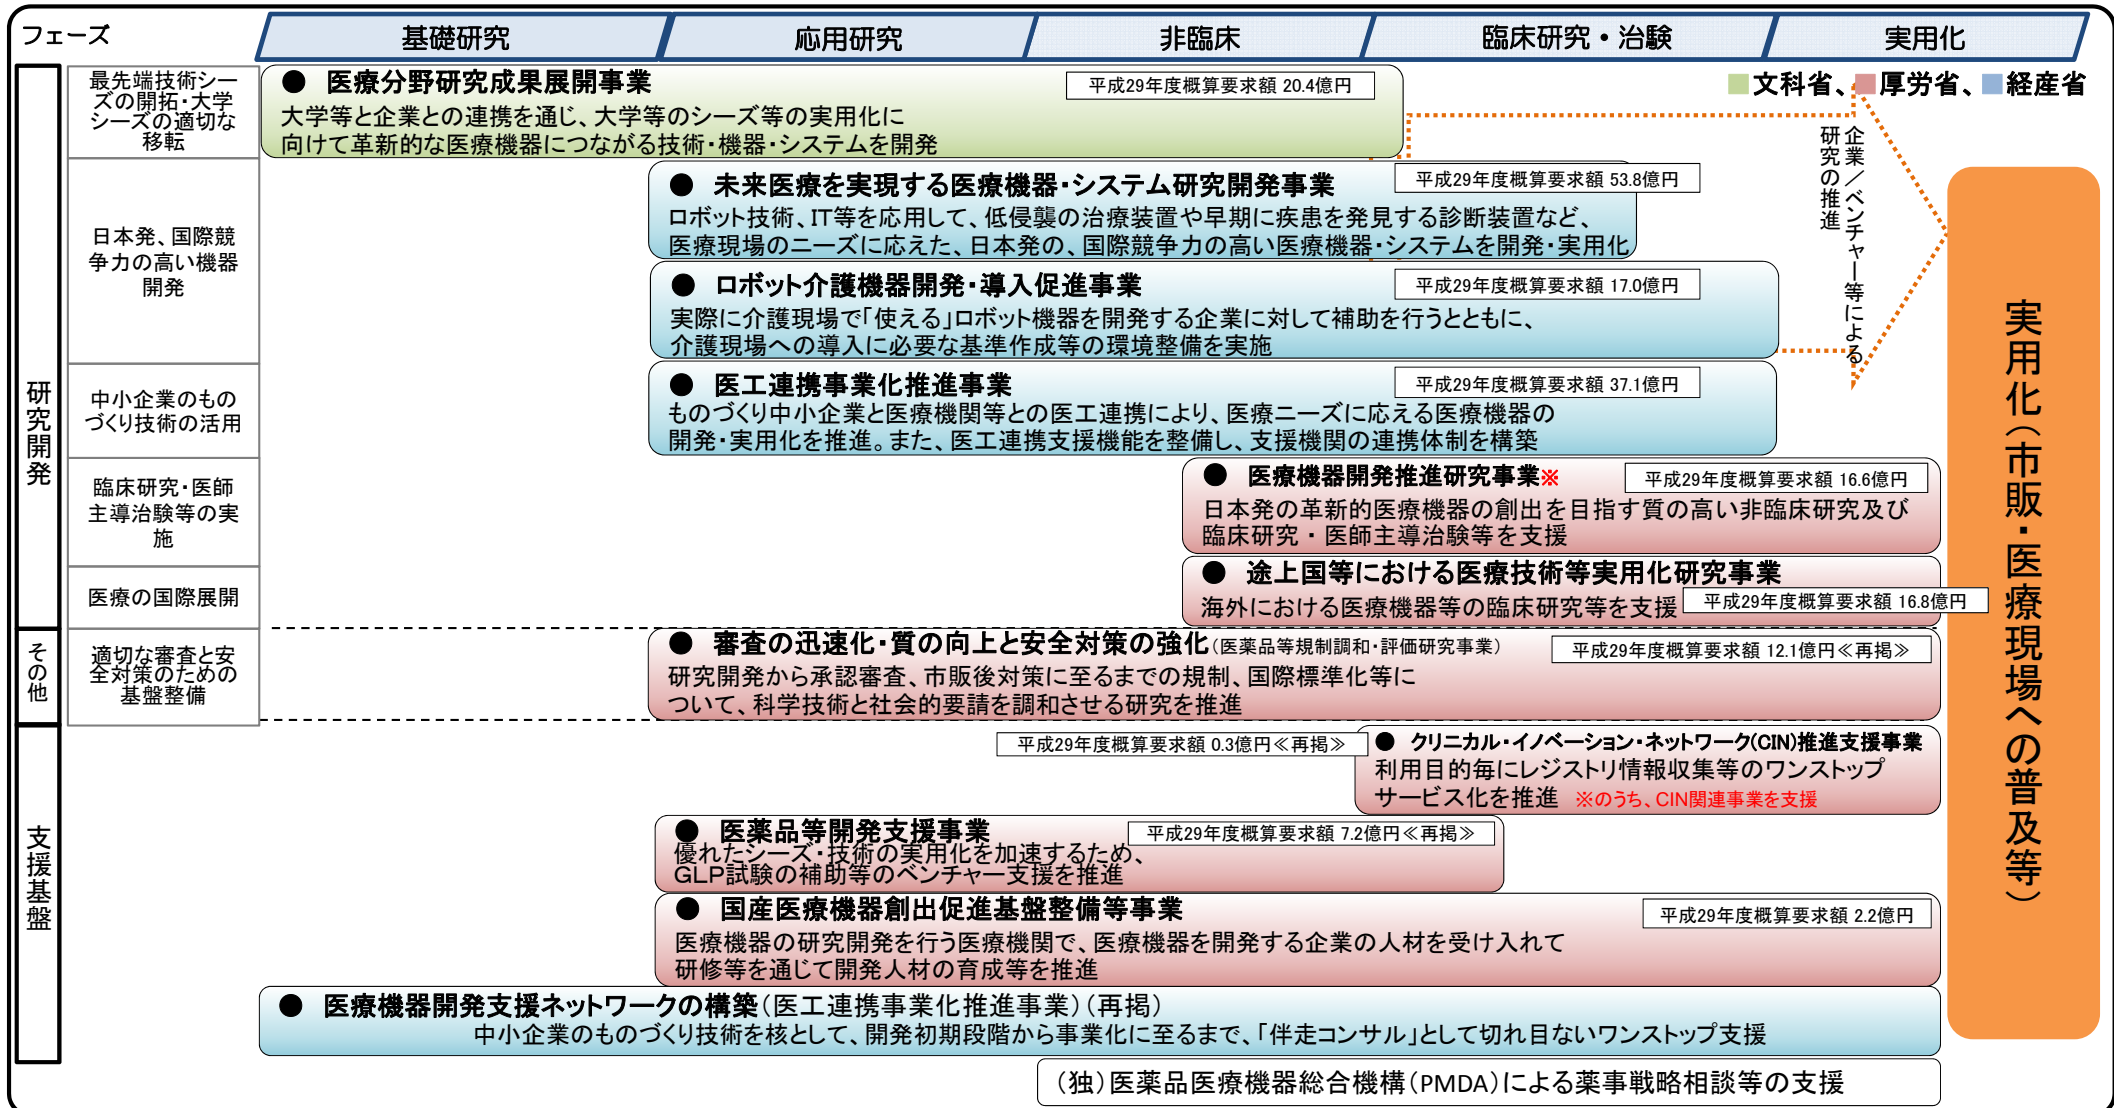 フェーズ
基礎研究
応用研究
非臨床
臨床研究・治験
実用化
■文科省、■厚労省、■経産省
研究開発
最先端技術シー
ズの開拓・大学
シーズの適切な
移転
● 医療分野研究成果展開事業
平成29年度概算要求額 20.4億円
大学等と企業との連携を通じ、大学等のシーズ等の実用化に
向けて革新的な医療機器につながる技術・機器・システムを開発
日本発、国際競
争力の高い機器
開発
● 未来医療を実現する医療機器・システム研究開発事業
平成29年度概算要求額 53.8億円
ロボット技術、IT等を応用して、低侵襲の治療装置や早期に疾患を発見する診断装置など、
医療現場のニーズに応えた、日本発の、国際競争力の高い医療機器・システムを開発・実用化
● ロボット介護機器開発・導入促進事業
平成29年度概算要求額 17.0億円
実際に介護現場で「使える」ロボット機器を開発する企業に対して補助を行うとともに、
介護現場への導入に必要な基準作成等の環境整備を実施
企業／ベンチャー等による
研究の推進
中小企業のもの
づくり技術の活用
● 医工連携事業化推進事業
平成29年度概算要求額 37.1億円
ものづくり中小企業と医療機関等との医工連携により、医療ニーズに応える医療機器の
開発・実用化を推進。また、医工連携支援機能を整備し、支援機関の連携体制を構築
臨床研究・医師
主導治験等の実
施
● 医療機器開発推進研究事業※
平成29年度概算要求額 16.6億円
日本発の革新的医療機器の創出を目指す質の高い非臨床研究及び
臨床研究・医師主導治験等を支援
医療の国際展開
● 途上国等における医療技術等実用化研究事業
海外における医療機器等の臨床研究等を支援
平成29年度概算要求額 16.8億円
その他
適切な審査と安
全対策のための
基盤整備
● 審査の迅速化・質の向上と安全対策の強化（医薬品等規制調和・評価研究事業）
平成29年度概算要求額 12.1億円≪再掲≫
研究開発から承認審査、市販後対策に至るまでの規制、国際標準化等に
ついて、科学技術と社会的要請を調和させる研究を推進
支援基盤
平成29年度概算要求額 0.3億円≪再掲≫
● クリニカル・イノベーション・ネットワーク(CIN)推進支援事業
利用目的毎にレジストリ情報収集等のワンストップ
サービス化を推進 ※のうち、CIN関連事業を支援
● 医薬品等開発支援事業
平成29年度概算要求額 7.2億円≪再掲≫
優れたシーズ・技術の実用化を加速するため、
GLP試験の補助等のベンチャー支援を推進
● 国産医療機器創出促進基盤整備等事業
平成29年度概算要求額 2.2億円
医療機器の研究開発を行う医療機関で、医療機器を開発する企業の人材を受け入れて
研修等を通じて開発人材の育成等を推進
● 医療機器開発支援ネットワークの構築（医工連携事業化推進事業）（再掲）
中小企業のものづくり技術を核として、開発初期段階から事業化に至るまで、「伴走コンサル」として切れ目ないワンストップ支援
（独）医薬品医療機器総合機構（PMDA）による薬事戦略相談等の支援
実用化（市販・医療現場への普及等）